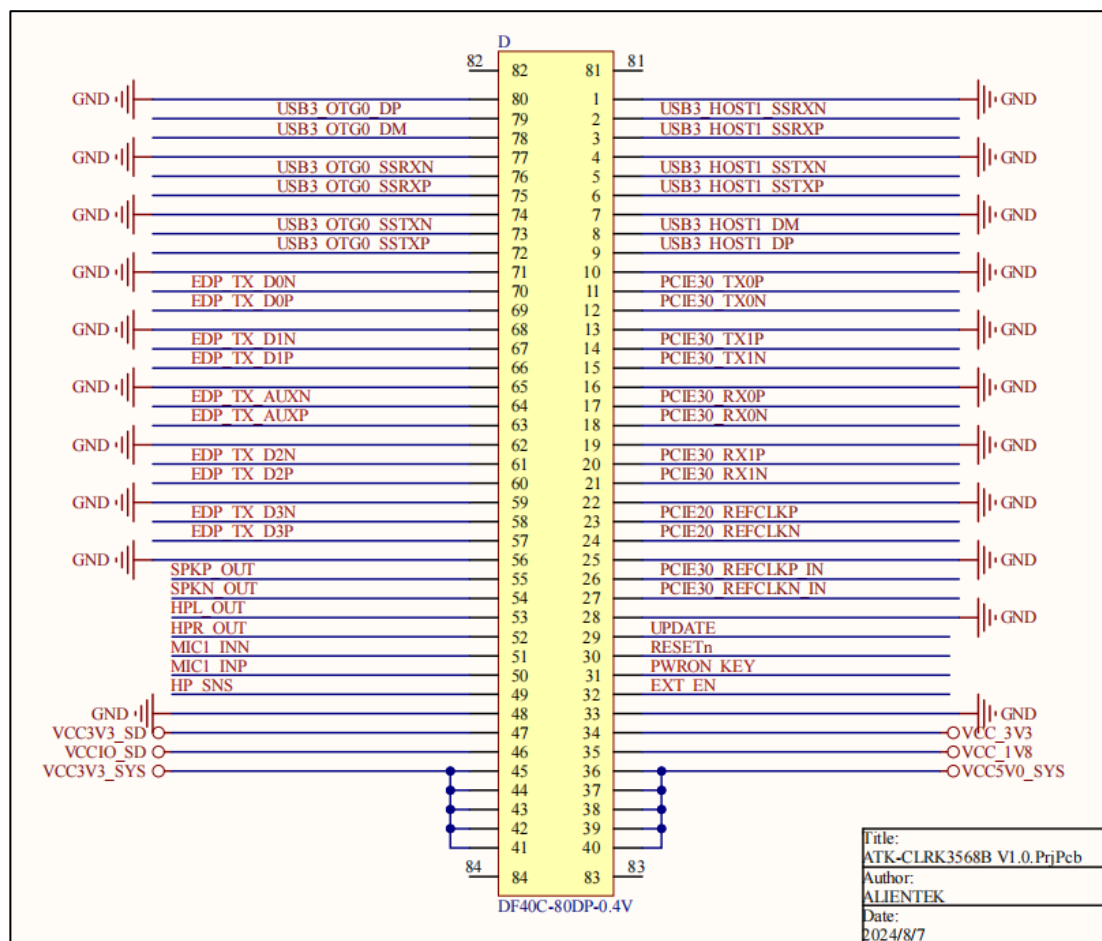 D
82 82 81 81
GND 80 1 GND
USB3_OTG0_DP 79 2 USB3_HOST1_SSRXN
USB3_OTG0_DM 78 3 USB3_HOST1_SSRXP
GND 77 4 GND
USB3_OTG0_SSRXN 76 5 USB3_HOST1_SSTXN
USB3_OTG0_SSRXP 75 6 USB3_HOST1_SSTXP
GND 74 7 GND
USB3_OTG0_SSTXN 73 8 USB3_HOST1_DM
USB3_OTG0_SSTXP 72 9 USB3_HOST1_DP
GND 71 10 GND
EDP_TX_D0N 70 11 PCIE30_TX0P
EDP_TX_D0P 69 12 PCIE30_TX0N
GND 68 13 GND
EDP_TX_D1N 67 14 PCIE30_TX1P
EDP_TX_D1P 66 15 PCIE30_TX1N
GND 65 16 GND
EDP_TX_AUXN 64 17 PCIE30_RX0P
EDP_TX_AUXP 63 18 PCIE30_RX0N
GND 62 19 GND
EDP_TX_D2N 61 20 PCIE30_RX1P
EDP_TX_D2P 60 21 PCIE30_RX1N
GND 59 22 GND
EDP_TX_D3N 58 23 PCIE20_REFCLKP
EDP_TX_D3P 57 24 PCIE20_REFCLKN
GND 56 25 GND
SPKP_OUT 55 26 PCIE30_REFCLKP_IN
SPKN_OUT 54 27 PCIE30_REFCLKN_IN
HPL_OUT 53 28 GND
HPR_OUT 52 29 UPDATE
MIC1_INN 51 30 RESETn
MIC1_INP 50 31 PWRON_KEY
HP_SNS 49 32 EXT_EN
GND 48 33 GND
VCC3V3_SD 47 34 VCC_3V3
VCCIO_SD 46 35 VCC_1V8
VCC3V3_SYS 45 36 VCC5V0_SYS
44 37
43 38
42 39
41 40
84 84 83 83
DF40C-80DP-0.4V
Title:
ATK-CLRK3568B V1.0.PrjPcb
Author:
ALIENTEK
Date:
2024/8/7